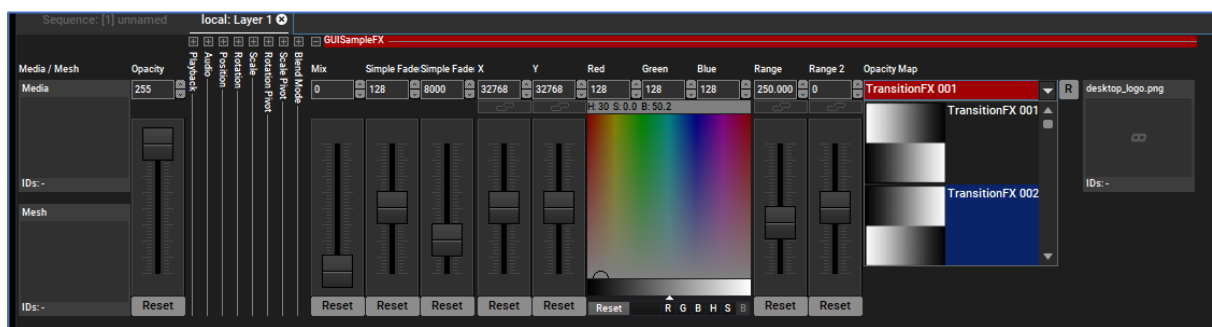 Sequence: [1] unnamed local: Layer 1
GUISampleFX
Playback
Audio
Position
Rotation
Scale
Rotation Pivot
Scale Pivot
Blend Mode
Media / Mesh Opacity Mix Simple Fade Simple Fade X Y Red Green Blue Range Range 2 Opacity Map
Media 255 0 128 8000 32768 32768 128 128 128 250.000 0 TransitionFX 001 R desktop_logo.png
H: 30 S: 0.0 B: 50.2
TransitionFX 001
IDs: - IDs: -
TransitionFX 002
Mesh
IDs: - Reset Reset Reset Reset Reset Reset Reset R G B H S B Reset Reset